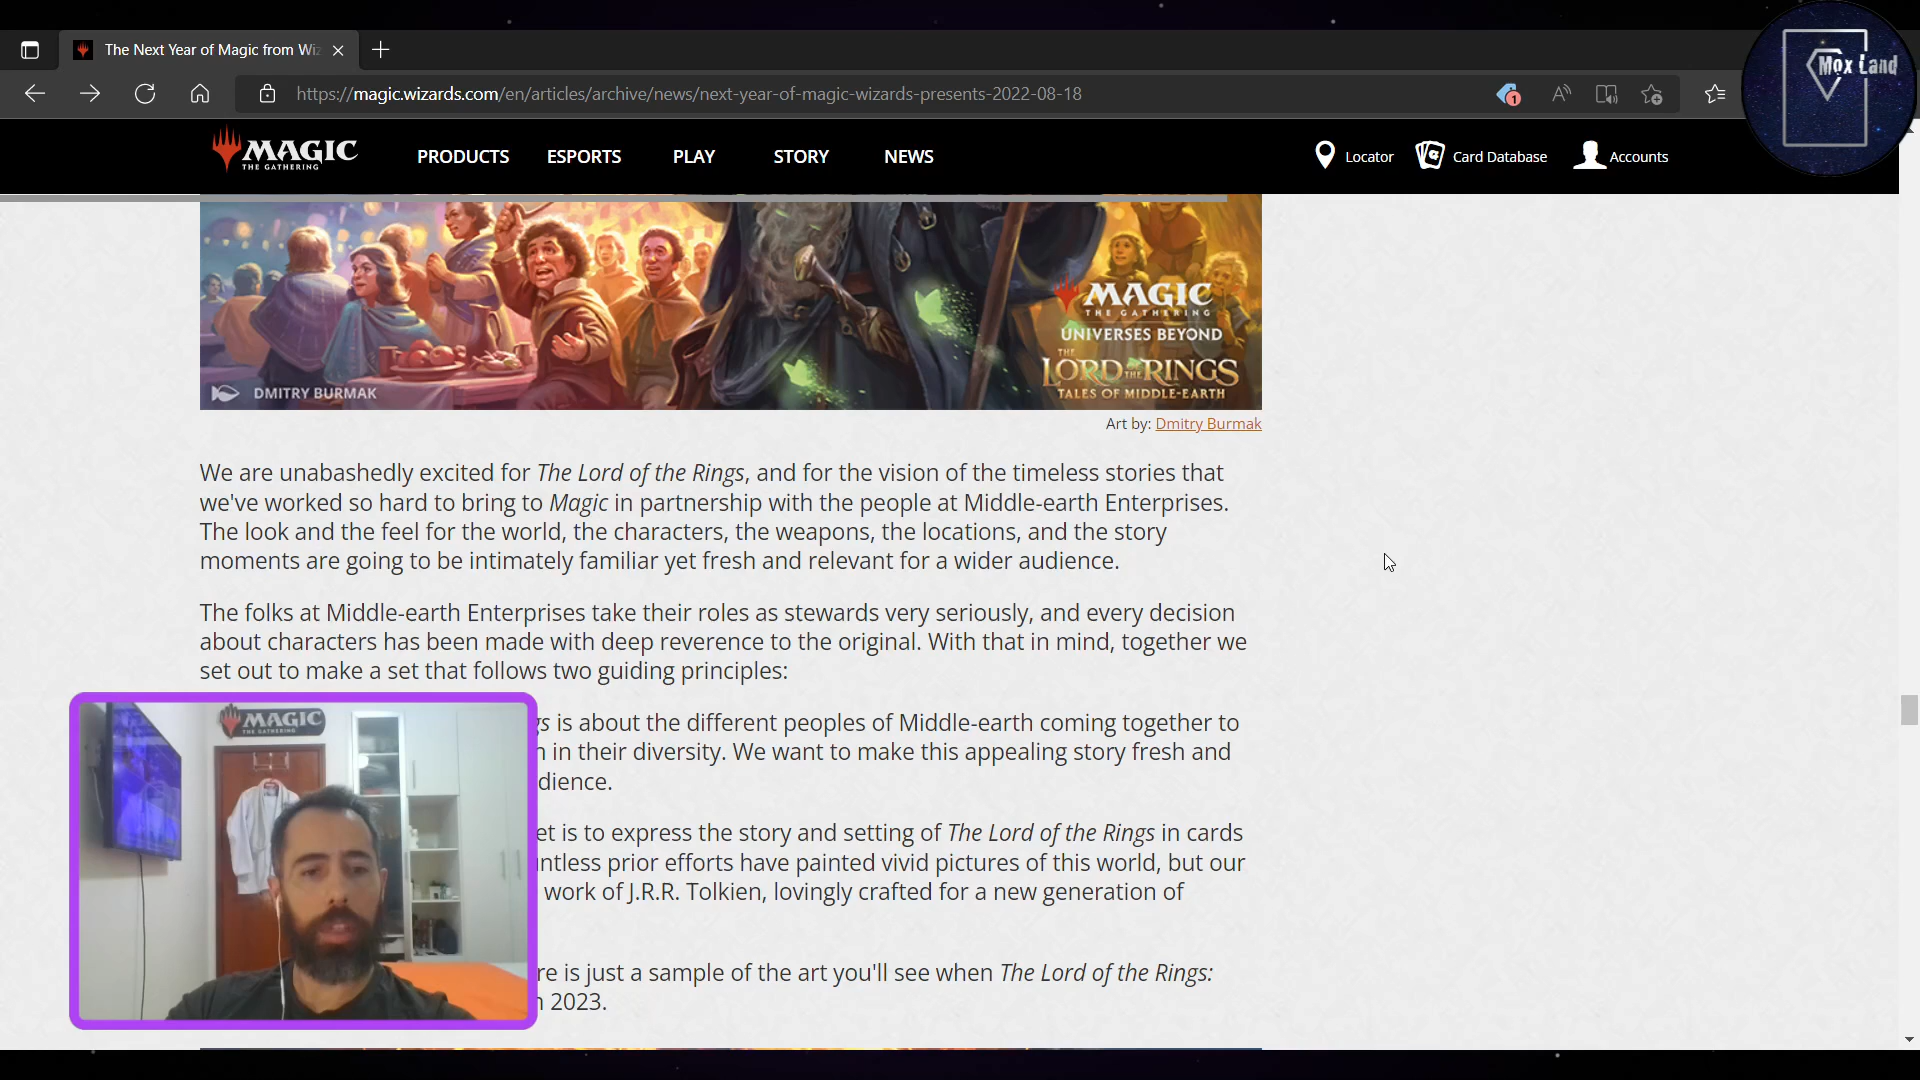 The Next Year of Magic from Wiz
https://magic.wizards.com/en/articles/archive/news/next-year-of-magic-wizards-presents-2022-08-18
1
Mox Land
MAGIC
THE GATHERING
PRODUCTS ESPORTS PLAY STORY NEWS
Locator Card Database Accounts
MAGIC
THE GATHERING
UNIVERSES BEYOND
THE
LORD OF THE RINGS
TALES OF MIDDLE-EARTH
DMITRY BURMAK
Art by: Dmitry Burmak
We are unabashedly excited for The Lord of the Rings, and for the vision of the timeless stories that
we've worked so hard to bring to Magic in partnership with the people at Middle-earth Enterprises.
The look and the feel for the world, the characters, the weapons, the locations, and the story
moments are going to be intimately familiar yet fresh and relevant for a wider audience.
The folks at Middle-earth Enterprises take their roles as stewards very seriously, and every decision
about characters has been made with deep reverence to the original. With that in mind, together we
set out to make a set that follows two guiding principles:
is about the different peoples of Middle-earth coming together to
in their diversity. We want to make this appealing story fresh and
dience.
et is to express the story and setting of The Lord of the Rings in cards
ntless prior efforts have painted vivid pictures of this world, but our
work of J.R.R. Tolkien, lovingly crafted for a new generation of
re is just a sample of the art you'll see when The Lord of the Rings:
2023.
MAGIC
THE GATHERING